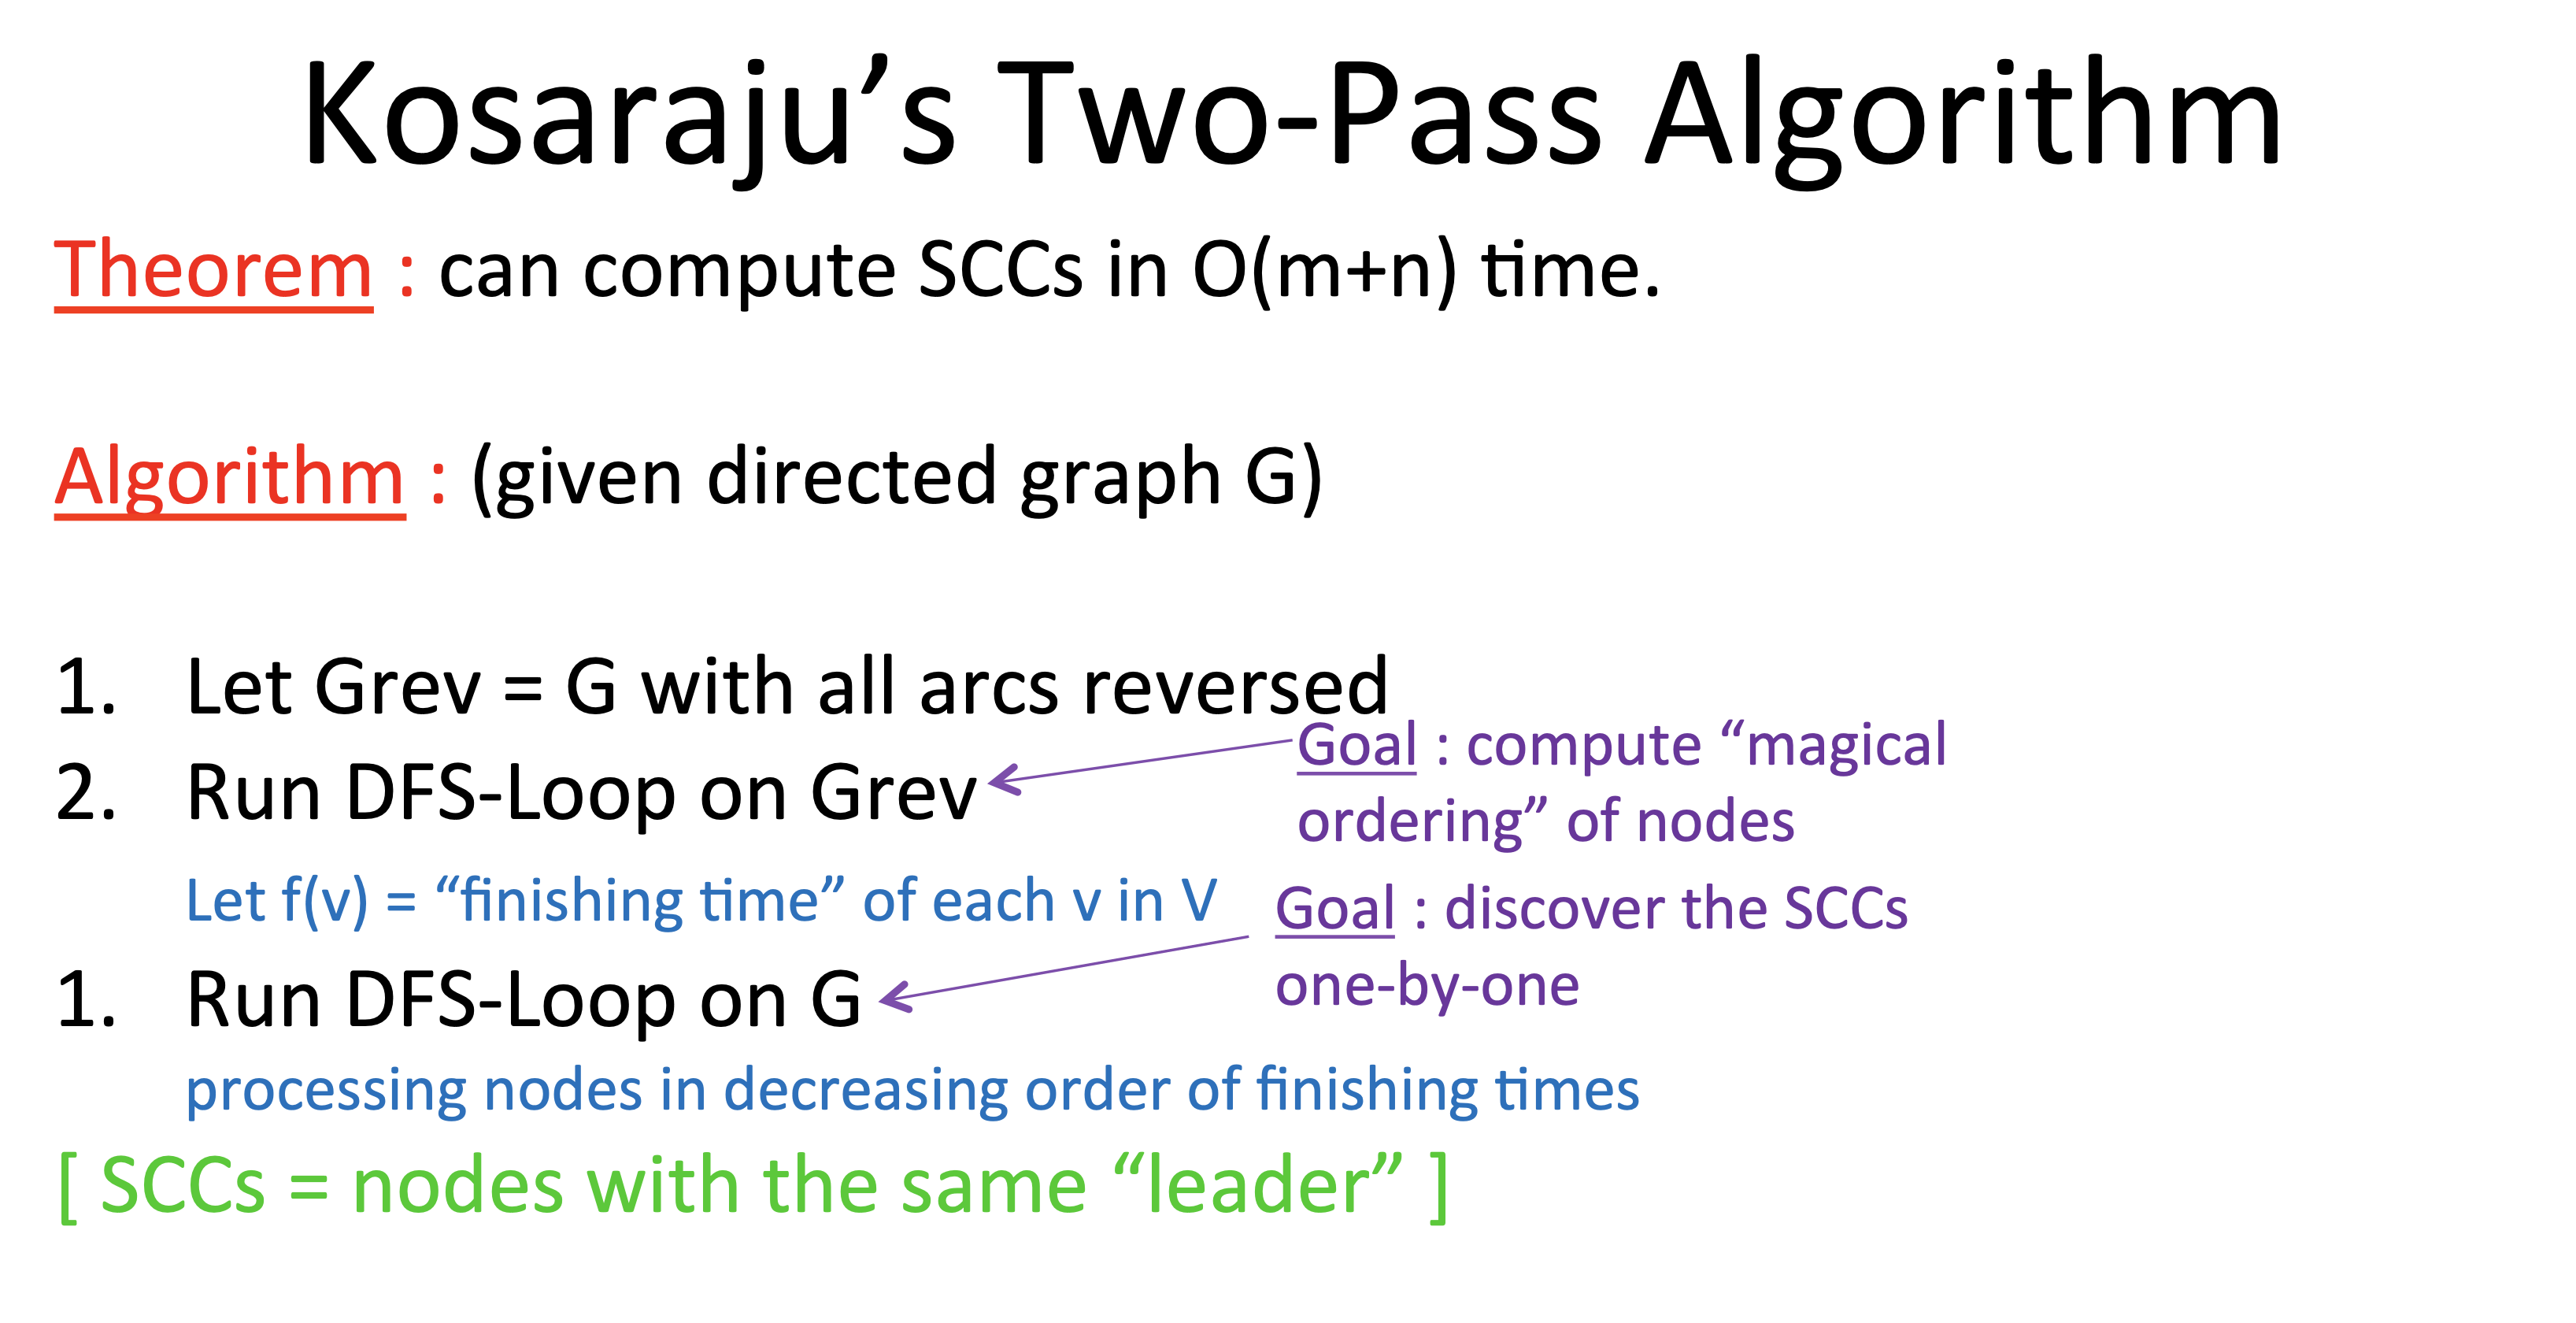 Kosaraju’s Two-Pass Algorithm
Theorem : can compute SCCs in O(m+n) time.
Algorithm : (given directed graph G)
1. Let Grev = G with all arcs reversed
Goal : compute “magical
ordering” of nodes
2. Run DFS-Loop on Grev
Let f(v) = “finishing time” of each v in V
Goal : discover the SCCs
one-by-one
1. Run DFS-Loop on G
processing nodes in decreasing order of finishing times
[ SCCs = nodes with the same “leader” ]